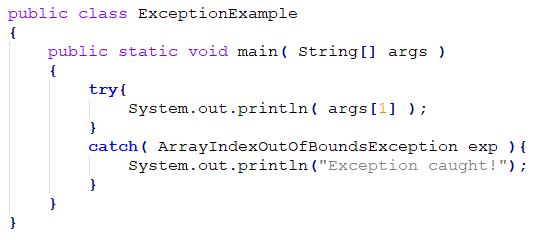 public class ExceptionExample
{
    public static void main( String[] args )
    {
        try{
            System.out.println( args[1] );
        }
        catch( ArrayIndexOutOfBoundsException exp ){
            System.out.println("Exception caught!");
        }
    }
}